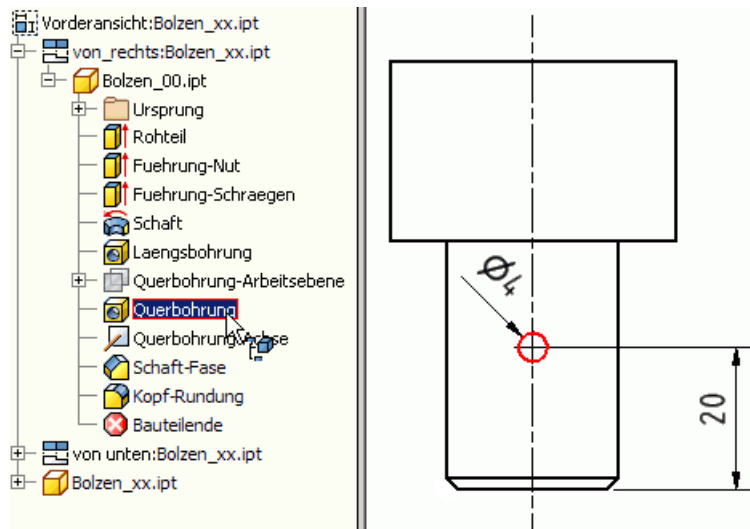 Vorderansicht:Bolzen_xx.ipt
von_rechts:Bolzen_xx.ipt
Bolzen_00.ipt
Ursprung
Rohteil
Fuehrung-Nut
Fuehrung-Schraegen
Schaft
Laengsbohrung
Querbohrung-Arbeitsebene
Querbohrung
Querbohrung-Achse
Schaft-Fase
Kopf-Rundung
Bauteilende
von unten:Bolzen_xx.ipt
Bolzen_xx.ipt
Ø4
20